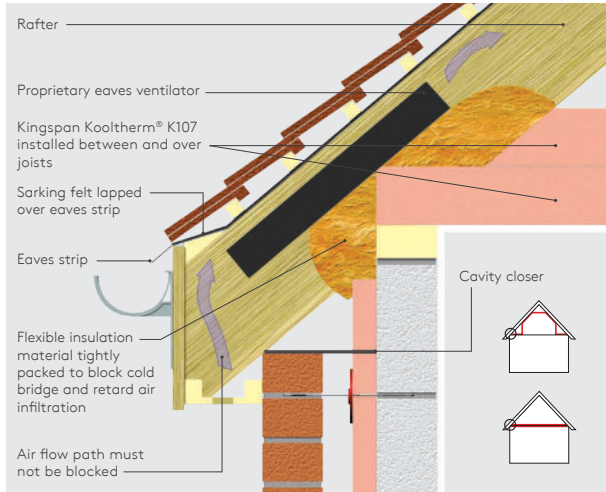 Rafter
Proprietary eaves ventilator
Kingspan Kooltherm® K107
installed between and over
joists
Sarking felt lapped
over eaves strip
Eaves strip
Cavity closer
Flexible insulation
material tightly
packed to block cold
bridge and retard air
infiltration
Air flow path must
not be blocked